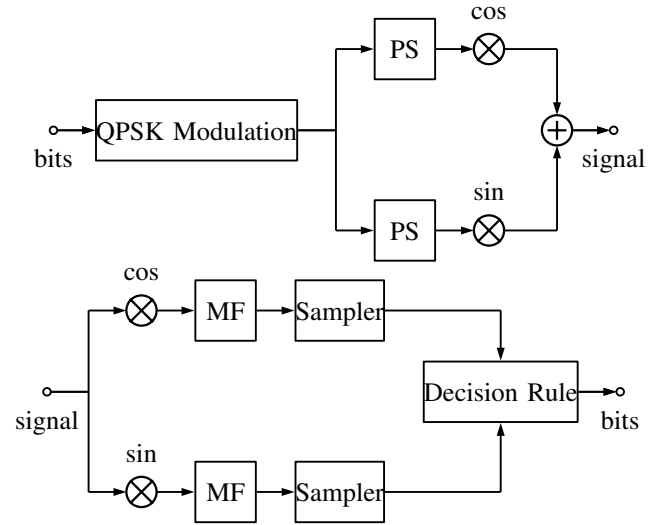 cos
PS
QPSK Modulation
bits
signal
sin
PS
cos
MF
Sampler
Decision Rule
signal
bits
sin
MF
Sampler